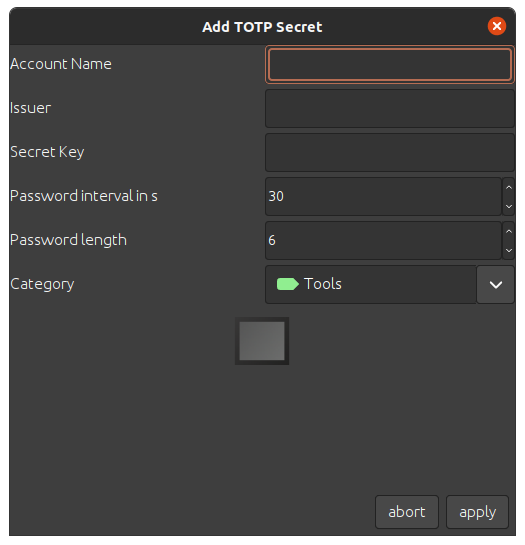 Add TOTP Secret
Account Name
Issuer
Secret Key
Password interval in s 30
Password length 6
Category Tools
abort apply